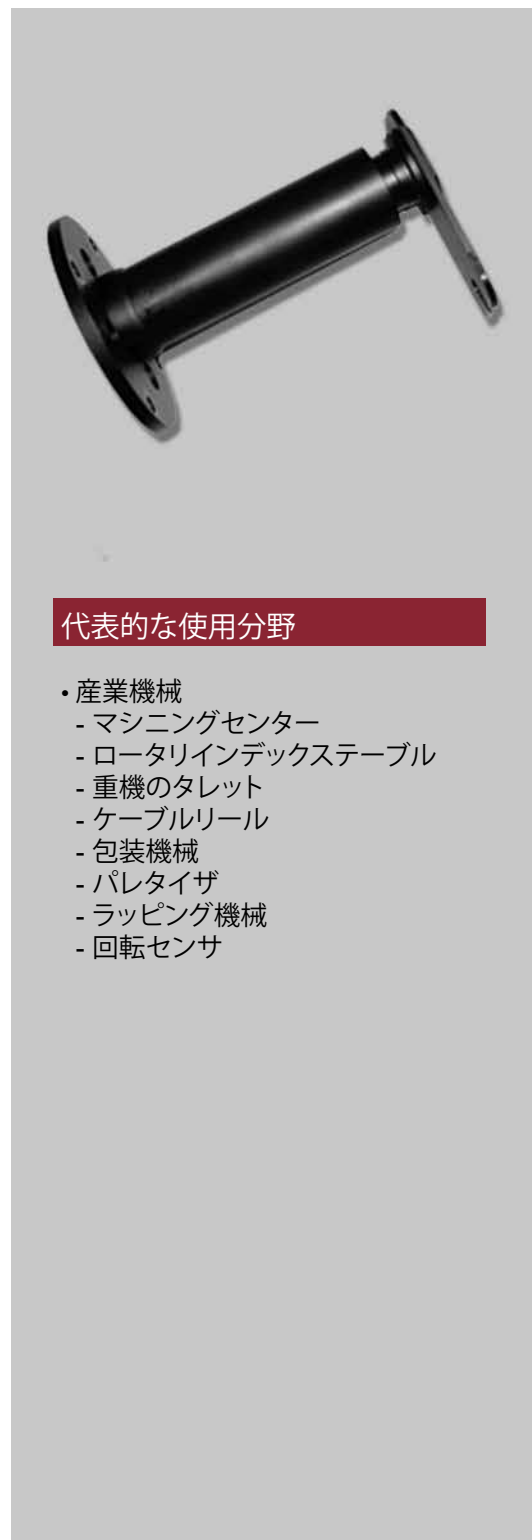 代表的な使用分野
• 産業機械
- マシニングセンター
- ロータリインデックステーブル
- 重機のタレット
- ケーブルリール
- 包装機械
- パレタイザ
- ラッピング機械
- 回転センサ